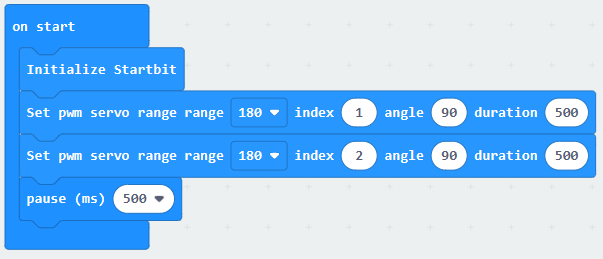 on start
Initialize Startbit
Set pwm servo range range 180 index 1 angle 90 duration 500
Set pwm servo range range 180 index 2 angle 90 duration 500
pause (ms) 500